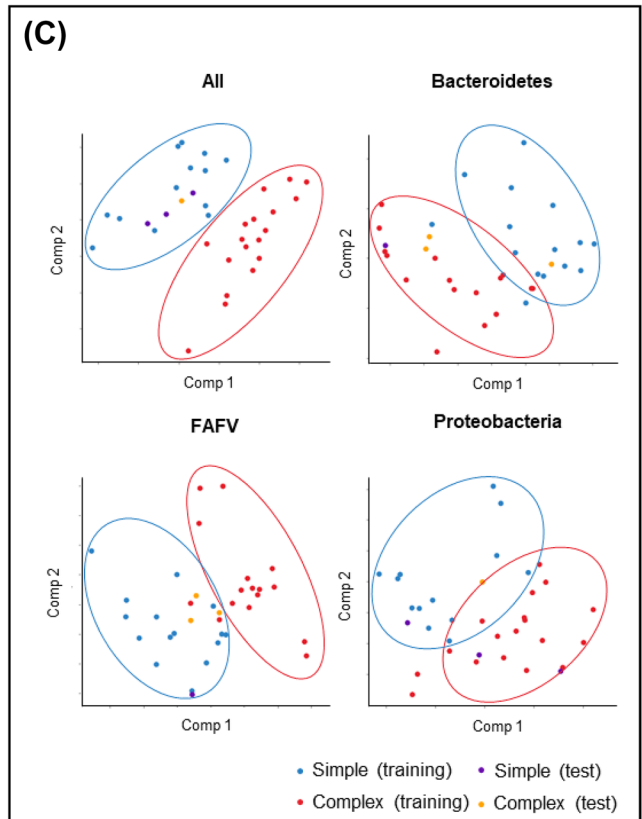 (C)
All
Bacteroidetes
Comp 2
Comp 1
Comp 2
Comp 1
FAFV
Proteobacteria
Comp 2
Comp 1
Comp 2
Comp 1
Simple (training)
Simple (test)
Complex (training)
Complex (test)